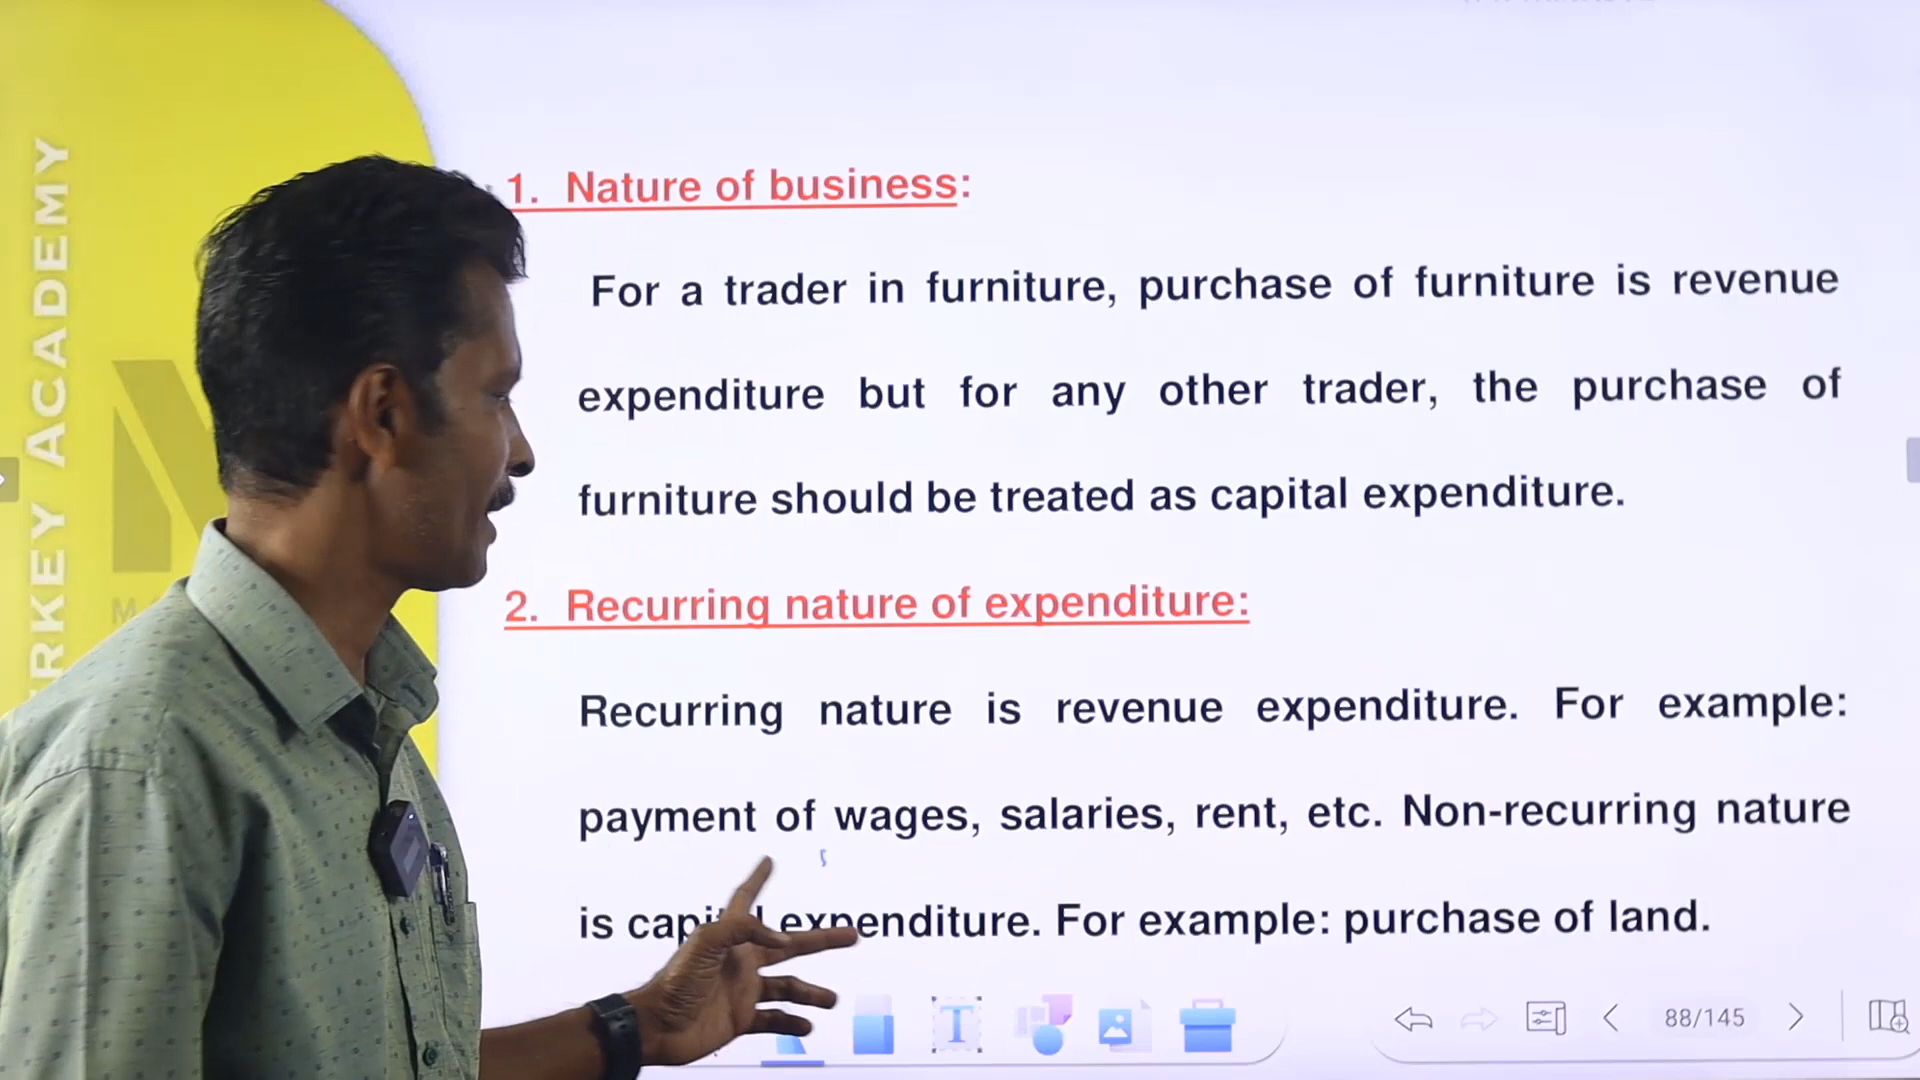 1. Nature of business:
For a trader in furniture, purchase of furniture is revenue
expenditure but for any other trader, the purchase of
furniture should be treated as capital expenditure.
2. Recurring nature of expenditure:
Recurring nature is revenue expenditure. For example:
payment of wages, salaries, rent, etc. Non-recurring nature
is capital expenditure. For example: purchase of land.
88/145
RKEY ACADEMY
T